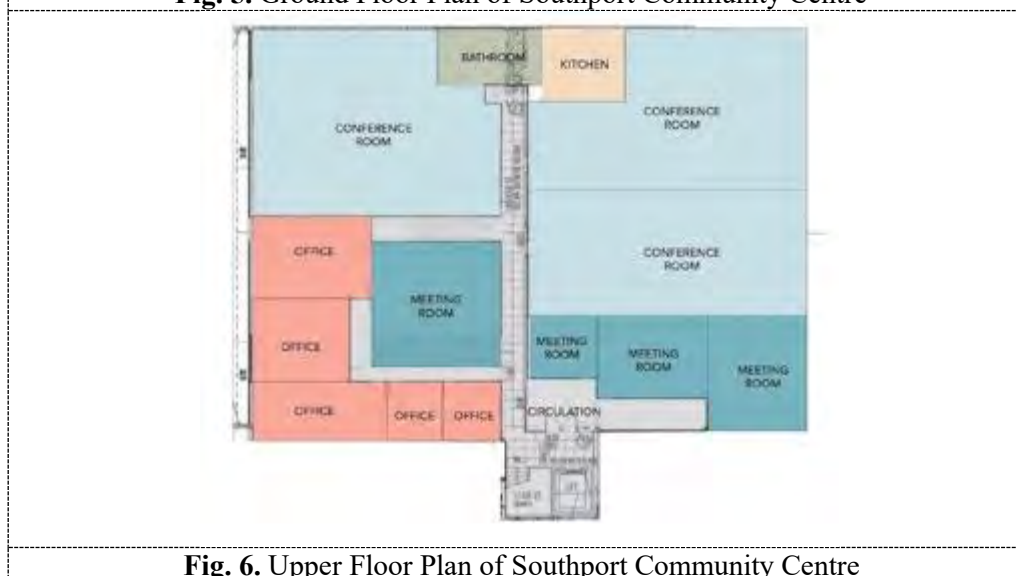 Fig. 5. Ground Floor Plan of Southport Community Centre
BATHROOM
KITCHEN
CONFERENCE
ROOM
CONFERENCE
ROOM
OFFICE
CONFERENCE
ROOM
MEETING
ROOM
OFFICE
MEETING
ROOM
MEETING
ROOM
MEETING
ROOM
OFFICE
OFFICE
OFFICE
CIRCULATION
LIFT
Fig. 6. Upper Floor Plan of Southport Community Centre